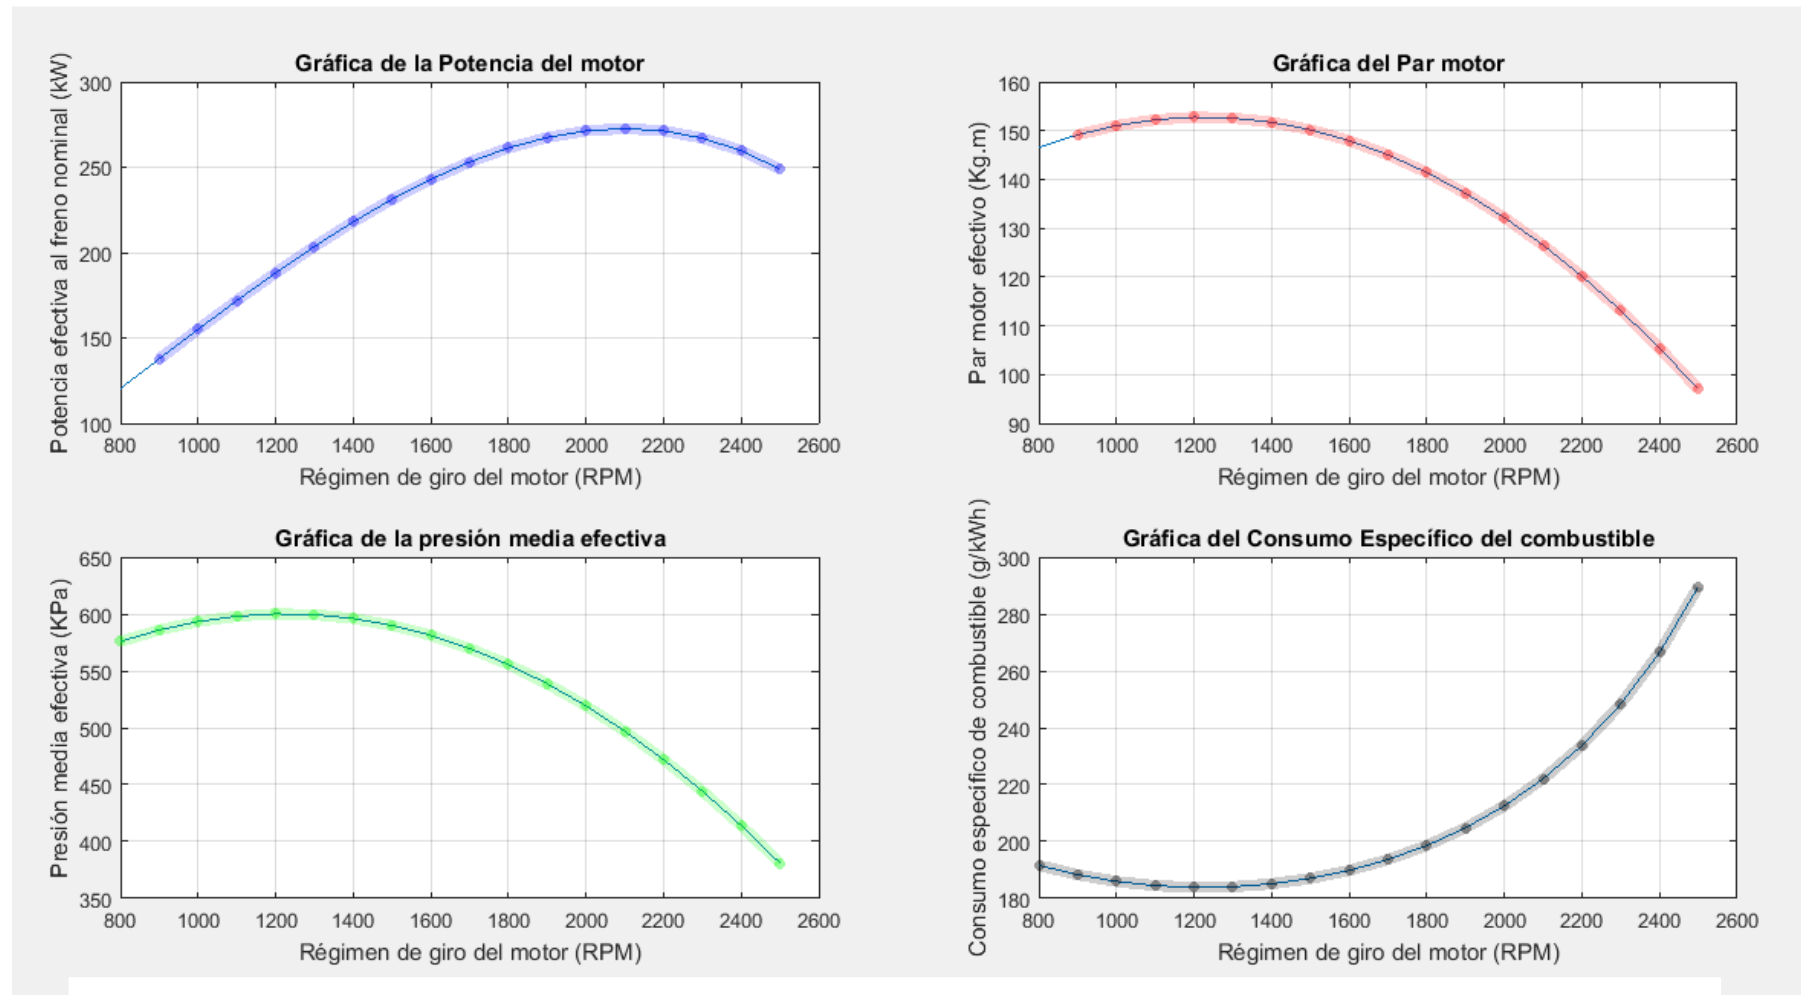 Gráfica de la Potencia del motor
Potencia efectiva al freno nominal (kW)
300
250
200
150
100
800 1000 1200 1400 1600 1800 2000 2200 2400 2600
Régimen de giro del motor (RPM)
Gráfica del Par motor
Par motor efectivo (Kg.m)
160
150
140
130
120
110
100
90
800 1000 1200 1400 1600 1800 2000 2200 2400 2600
Régimen de giro del motor (RPM)
Gráfica de la presión media efectiva
Presión media efectiva (KPa)
650
600
550
500
450
400
350
800 1000 1200 1400 1600 1800 2000 2200 2400 2600
Régimen de giro del motor (RPM)
Gráfica del Consumo Específico del combustible
Consumo específico de combustible (g/kWh)
300
280
260
240
220
200
180
800 1000 1200 1400 1600 1800 2000 2200 2400 2600
Régimen de giro del motor (RPM)